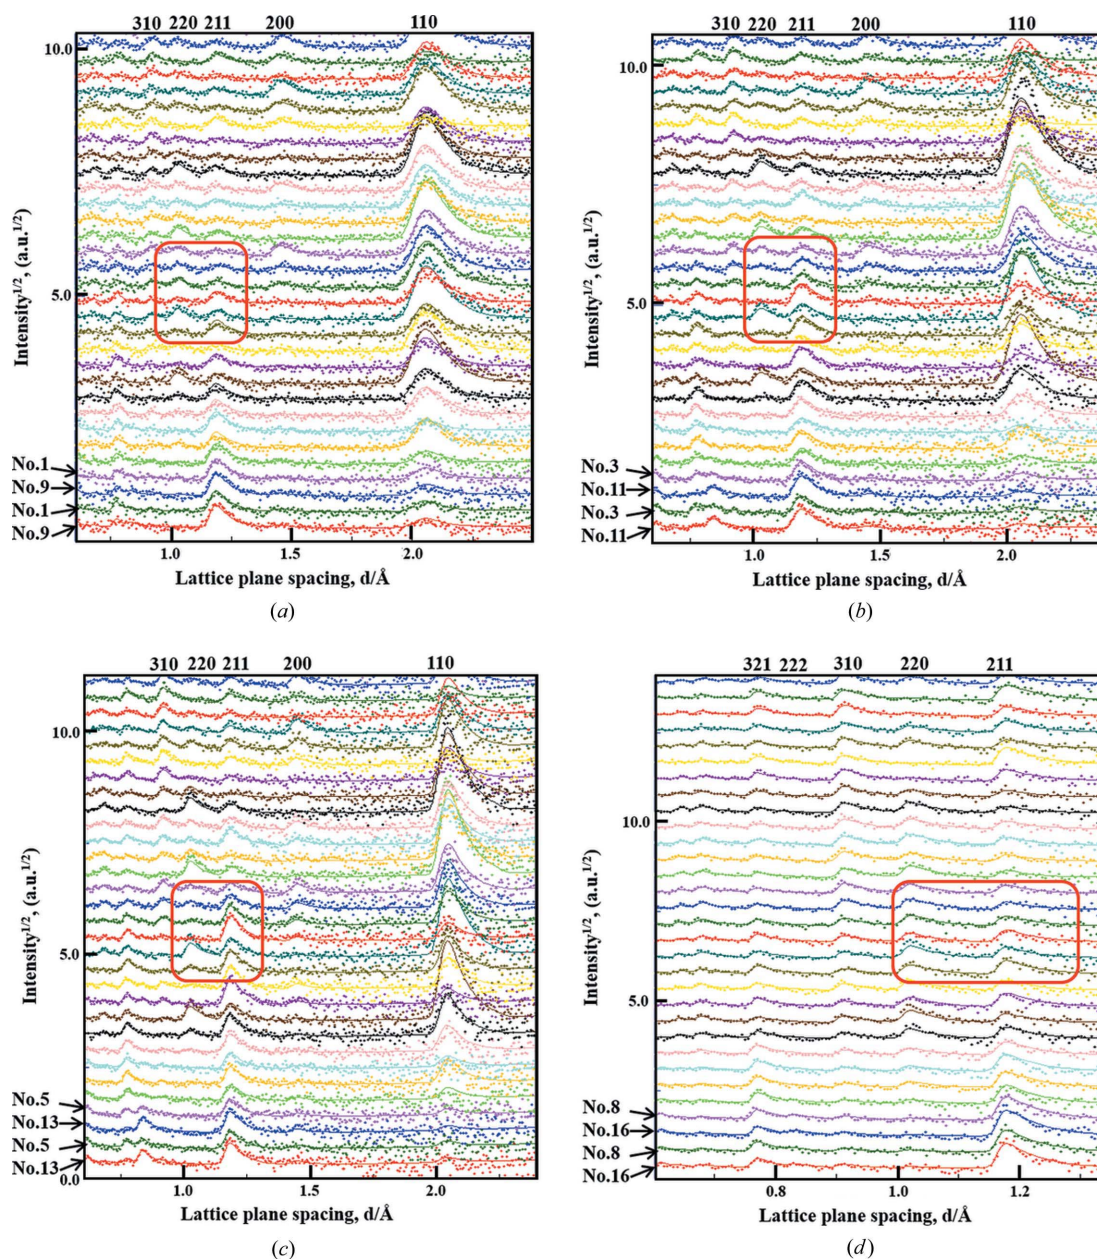 310 220 211 200 110
10.0
5.0
Intensity1/2, (a.u.1/2)
No.1
No.9
No.1
No.9
1.0 1.5 2.0
Lattice plane spacing, d/Å
(a)
310 220 211 200 110
10.0
5.0
Intensity1/2, (a.u.1/2)
No.3
No.11
No.3
No.11
1.0 1.5 2.0
Lattice plane spacing, d/Å
(b)
310 220 211 200 110
10.0
5.0
0.0
Intensity1/2, (a.u.1/2)
No.5
No.13
No.5
No.13
1.0 1.5 2.0
Lattice plane spacing, d/Å
(c)
321 222 310 220 211
10.0
5.0
Intensity1/2, (a.u.1/2)
No.8
No.16
No.8
No.16
0.8 1.0 1.2
Lattice plane spacing, d/Å
(d)